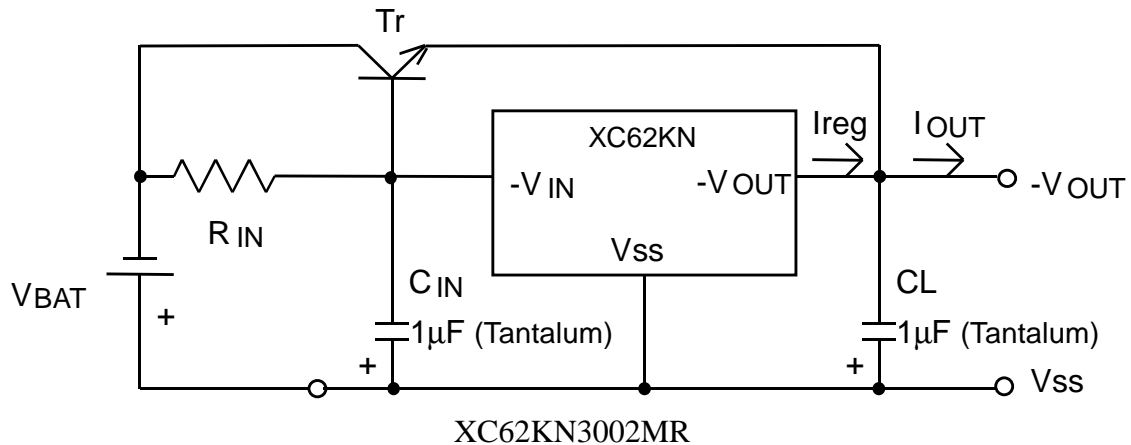 Tr
XC62KN
Ireg
IOUT
-VIN
-VOUT
-VOUT
RIN
Vss
VBAT
+
CIN
1μF (Tantalum)
+
CL
1μF (Tantalum)
+
Vss
XC62KN3002MR